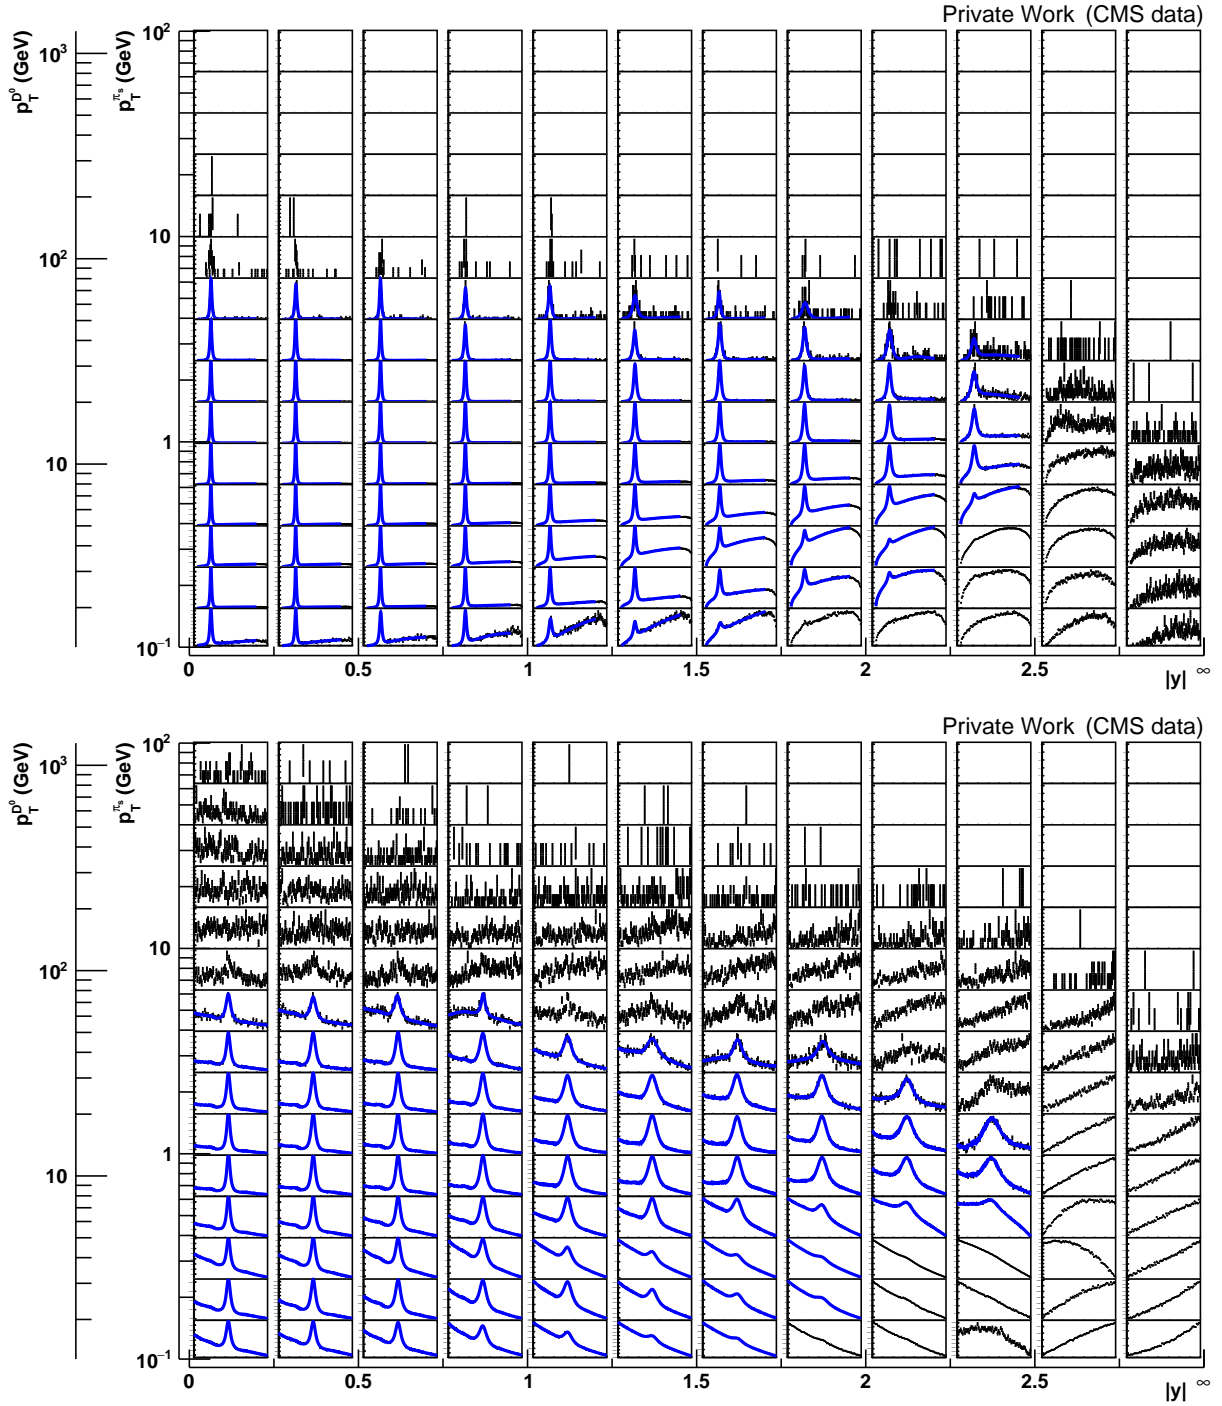 Private Work (CMS data)
p_T^{D^0} (GeV)
p_T^{π_s} (GeV)
10^3
10^2
10
10^2
10
1
10^{-1}
0 0.5 1 1.5 2 2.5 |y| ∞
Private Work (CMS data)
p_T^{D^0} (GeV)
p_T^{π_s} (GeV)
10^3
10^2
10
10^2
10
1
10^{-1}
0 0.5 1 1.5 2 2.5 |y| ∞